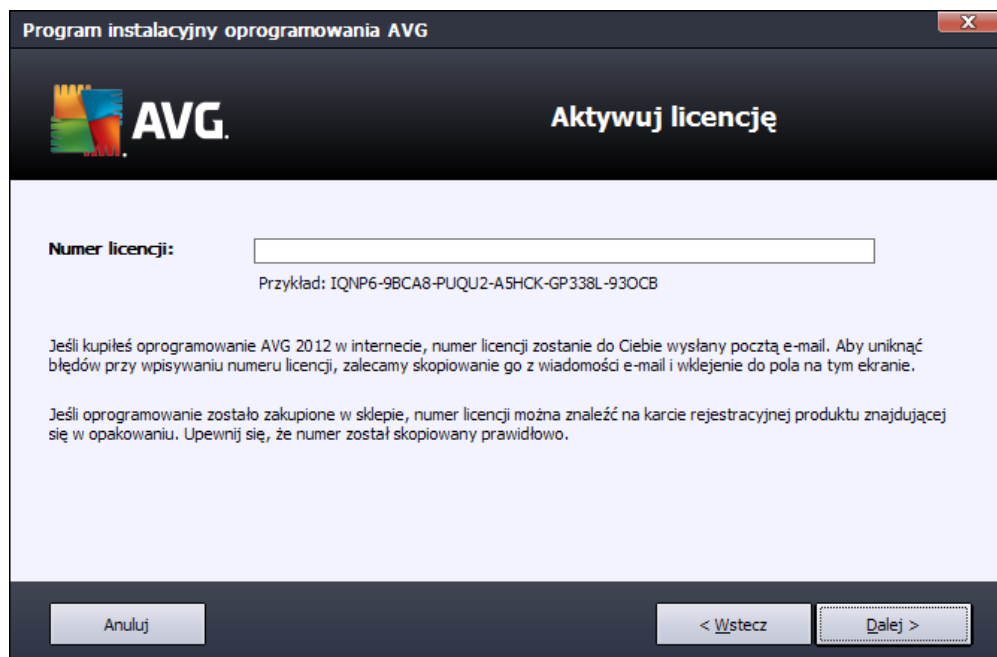 Program instalacyjny oprogramowania AVG
X
AVG.
Aktywuj licencję
Numer licencji:
Przykład: IQNP6-9BCA8-PUQU2-A5HCK-GP338L-93OCB
Jeśli kupiłeś oprogramowanie AVG 2012 w internecie, numer licencji zostanie do Ciebie wysłany pocztą e-mail. Aby uniknąć
błędów przy wpisywaniu numeru licencji, zalecamy skopiowanie go z wiadomości e-mail i wklejenie do pola na tym ekranie.
Jeśli oprogramowanie zostało zakupione w sklepie, numer licencji można znaleźć na karcie rejestracyjnej produktu znajdującej
się w opakowaniu. Upewnij się, że numer został skopiowany prawidłowo.
Anuluj
< Wstecz
Dalej >